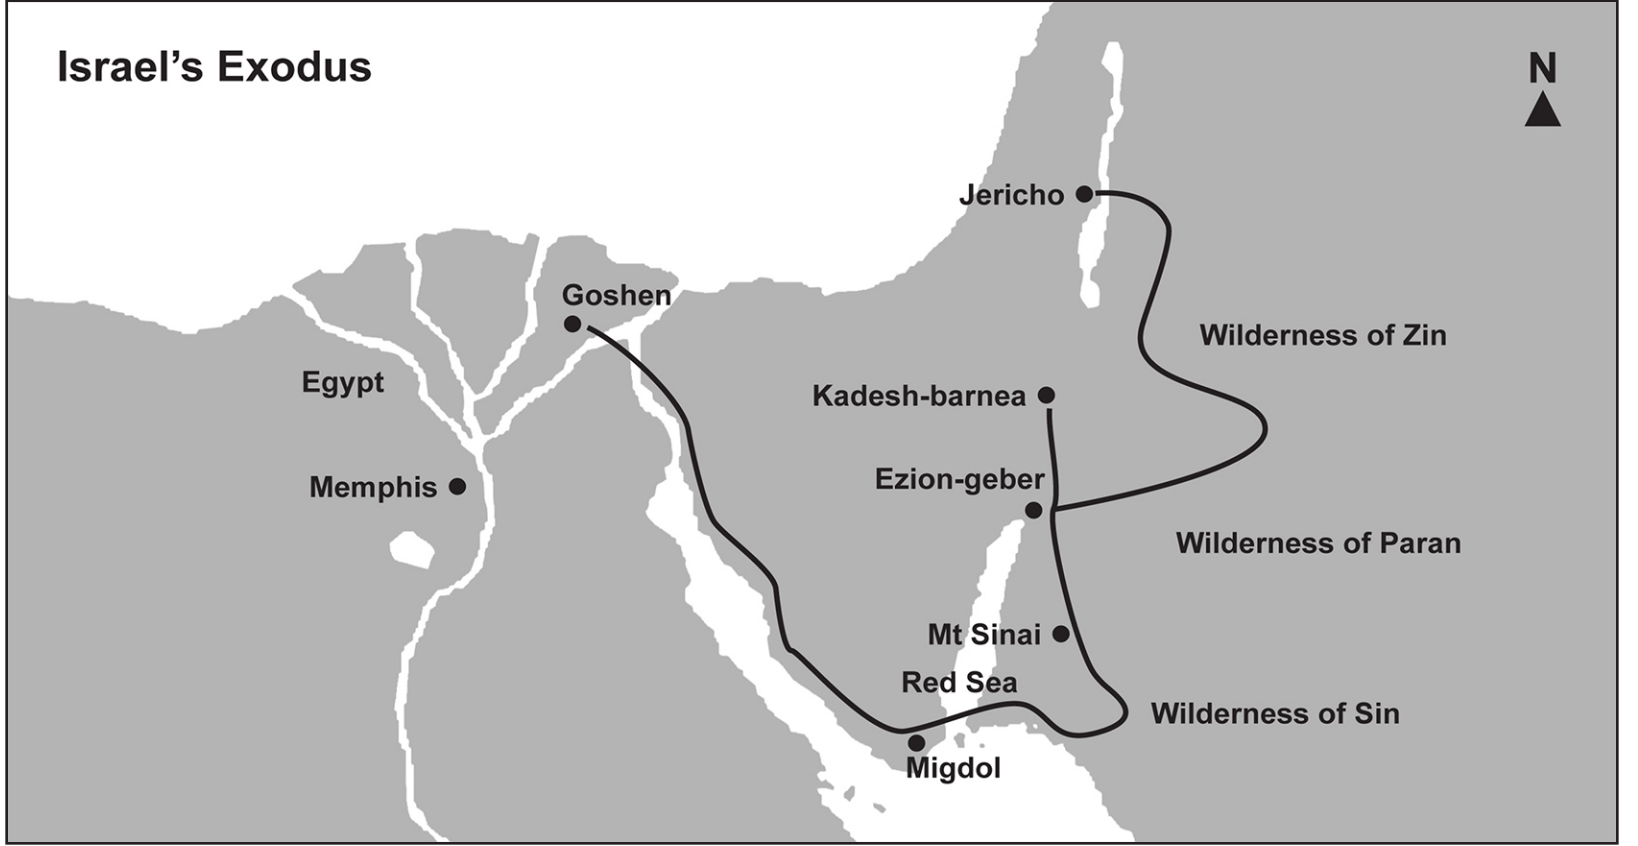 Israel’s Exodus
N
Jericho
Goshen
Wilderness of Zin
Egypt
Kadesh-barnea
Ezion-geber
Memphis
Wilderness of Paran
Mt Sinai
Red Sea
Wilderness of Sin
Migdol